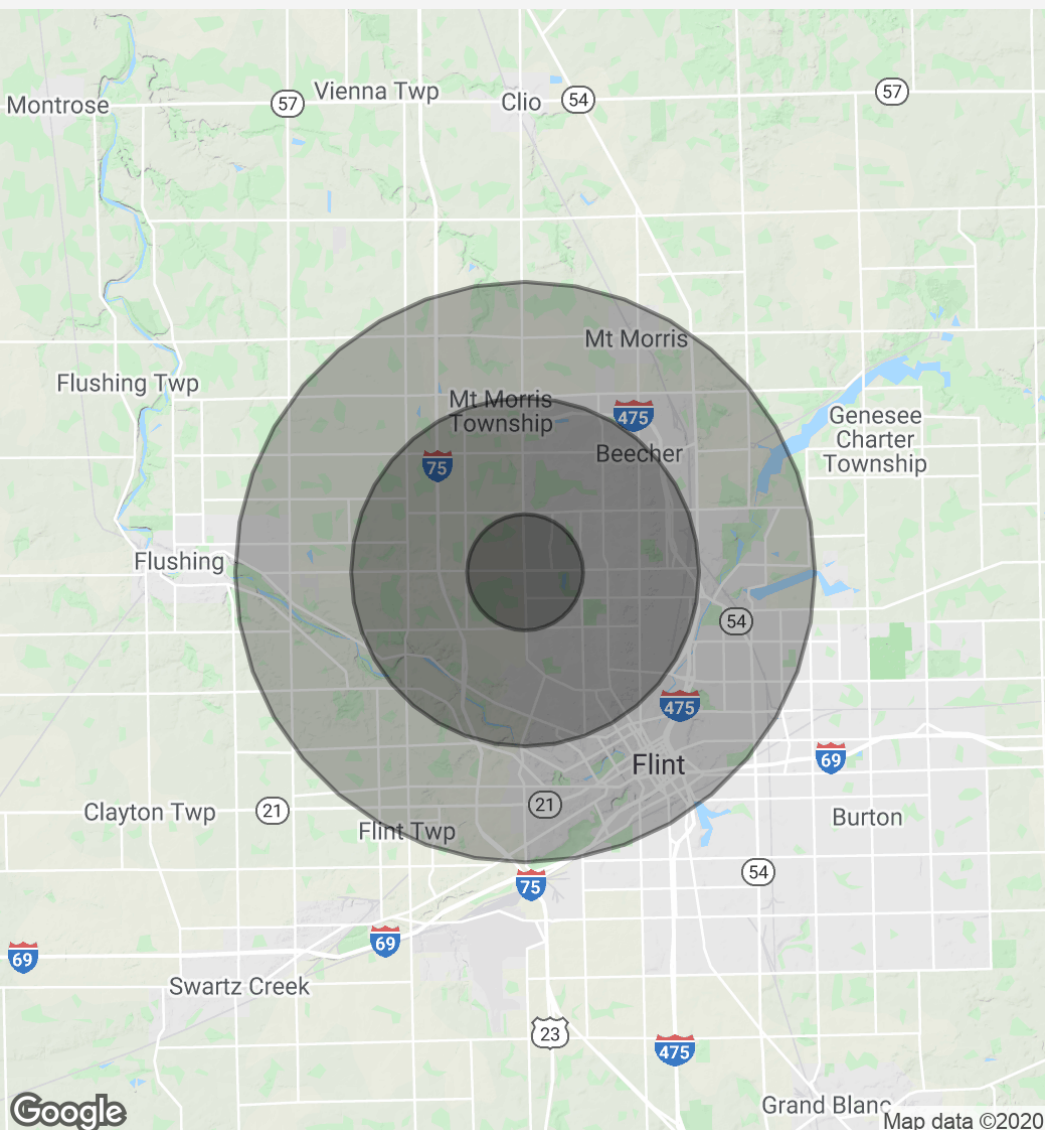 Vienna Twp
57
Montrose
57
Clio
54
Mt Morris
Flushing Twp
Mt Morris
Township
475
Genesee
Charter
Township
Beecher
75
Flushing
54
475
Flint
69
21
21
Clayton Twp
Burton
Flint Twp
54
75
69
69
Swartz Creek
23
475
Grand Blanc
Google
Map data ©2020